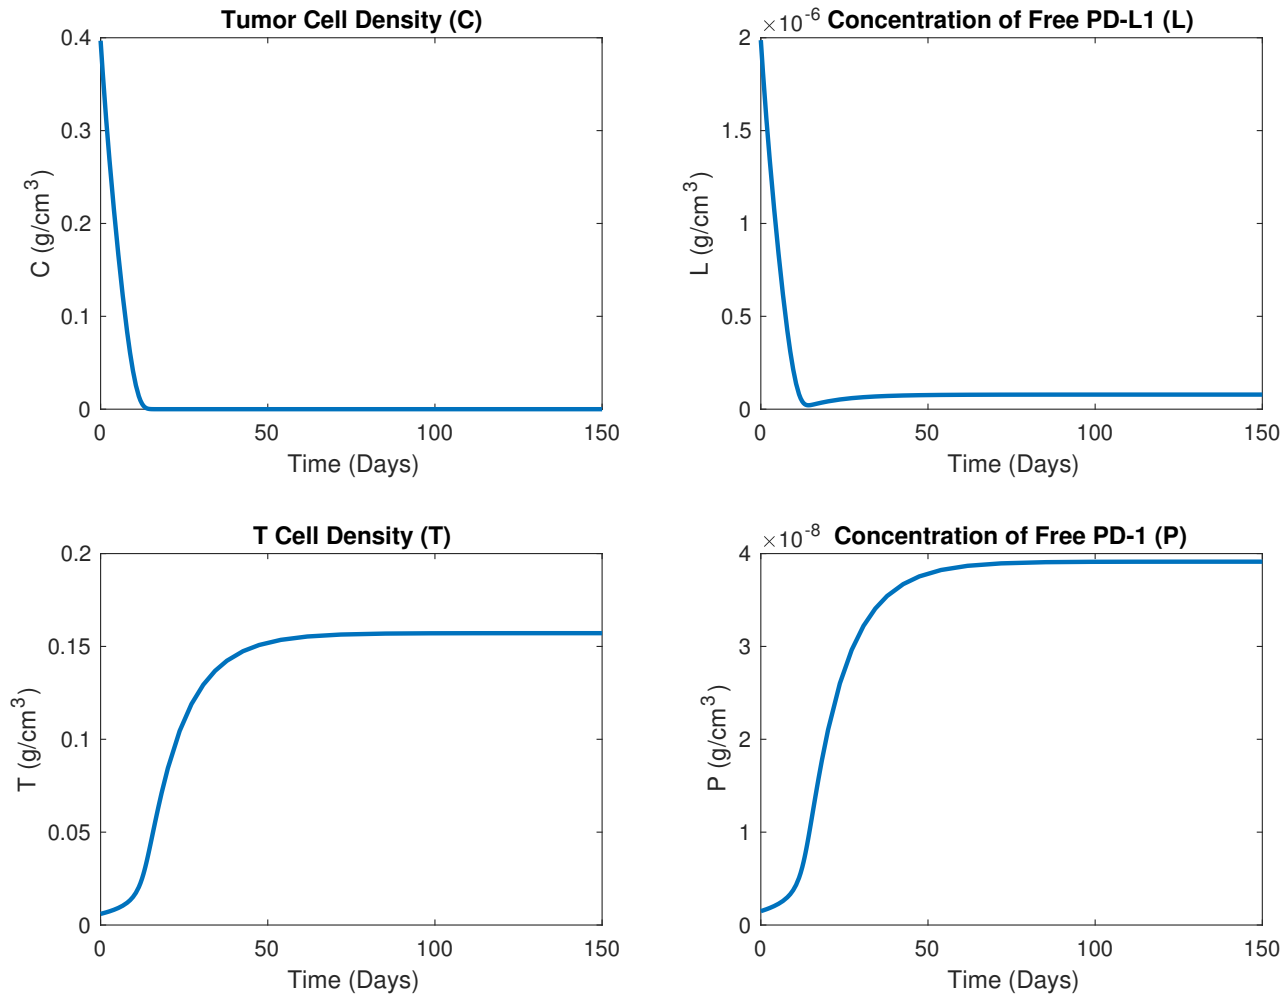 Tumor Cell Density (C)
0.4
0.3
0.2
0.1
0
C (g/cm³)
0 50 100 150
Time (Days)
×10⁻⁶ Concentration of Free PD-L1 (L)
2
1.5
1
0.5
0
L (g/cm³)
0 50 100 150
Time (Days)
T Cell Density (T)
0.2
0.15
0.1
0.05
0
T (g/cm³)
0 50 100 150
Time (Days)
×10⁻⁸ Concentration of Free PD-1 (P)
4
3
2
1
0
P (g/cm³)
0 50 100 150
Time (Days)